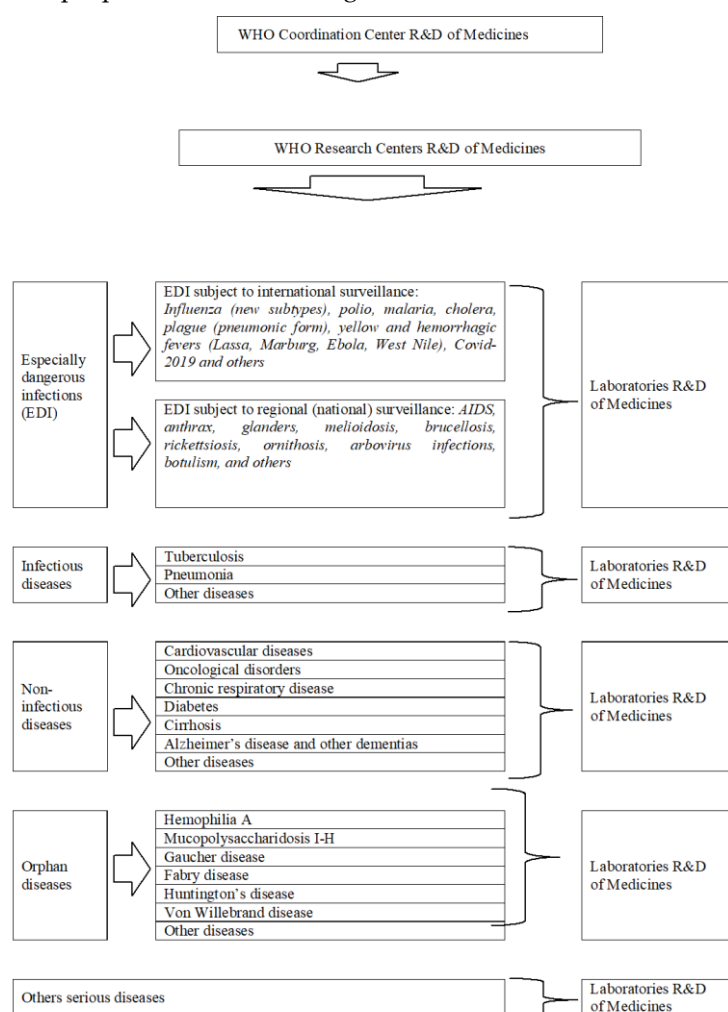 WHO Coordination Center R&D of Medicines
WHO Research Centers R&D of Medicines
Especially
dangerous
infections
(EDI)
EDI subject to international surveillance:
Influenza (new subtypes), polio, malaria, cholera,
plague (pneumonic form), yellow and hemorrhagic
fevers (Lassa, Marburg, Ebola, West Nile), Covid-
2019 and others
EDI subject to regional (national) surveillance: AIDS,
anthrax, glanders, melioidosis, brucellosis,
rickettsiosis, ornithosis, arbovirus infections,
botulism, and others
Laboratories R&D
of Medicines
Infectious
diseases
Tuberculosis
Pneumonia
Other diseases
Laboratories R&D
of Medicines
Non-
infectious
diseases
Cardiovascular diseases
Oncological disorders
Chronic respiratory disease
Diabetes
Cirrhosis
Alzheimer's disease and other dementias
Other diseases
Laboratories R&D
of Medicines
Orphan
diseases
Hemophilia A
Mucopolysaccharidosis I-H
Gaucher disease
Fabry disease
Huntington's disease
Von Willebrand disease
Other diseases
Laboratories R&D
of Medicines
Others serious diseases
Laboratories R&D
of Medicines